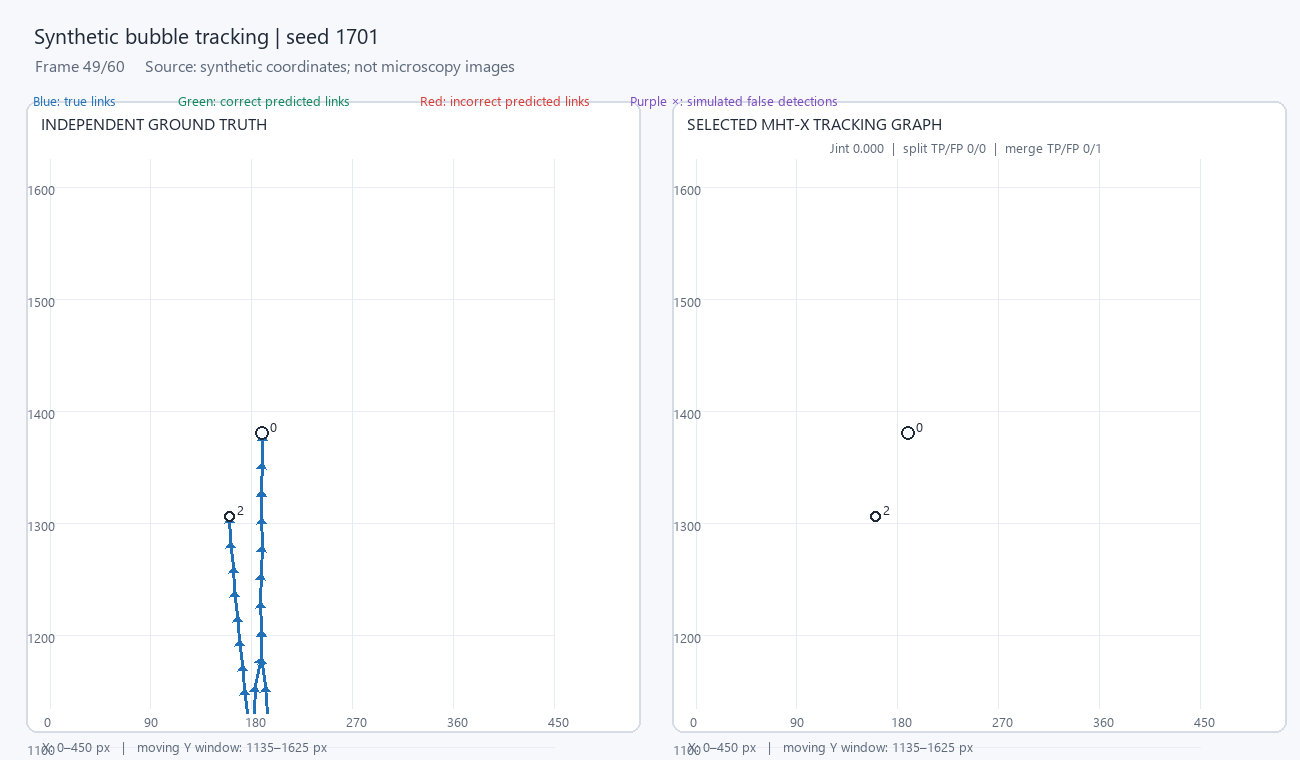 Synthetic bubble tracking | seed 1701
Frame 49/60 Source: synthetic coordinates; not microscopy images
Blue: true links Green: correct predicted links Red: incorrect predicted links Purple ×: simulated false detections
INDEPENDENT GROUND TRUTH
1600
1500
1400
0
1300
2
1200
0 90 180 270 360 450
1100
X: 0–450 px | moving Y window: 1135–1625 px
SELECTED MHT-X TRACKING GRAPH
Jint 0.000 | split TP/FP 0/0 | merge TP/FP 0/1
1600
1500
1400
0
1300
2
1200
0 90 180 270 360 450
1100
X: 0–450 px | moving Y window: 1135–1625 px